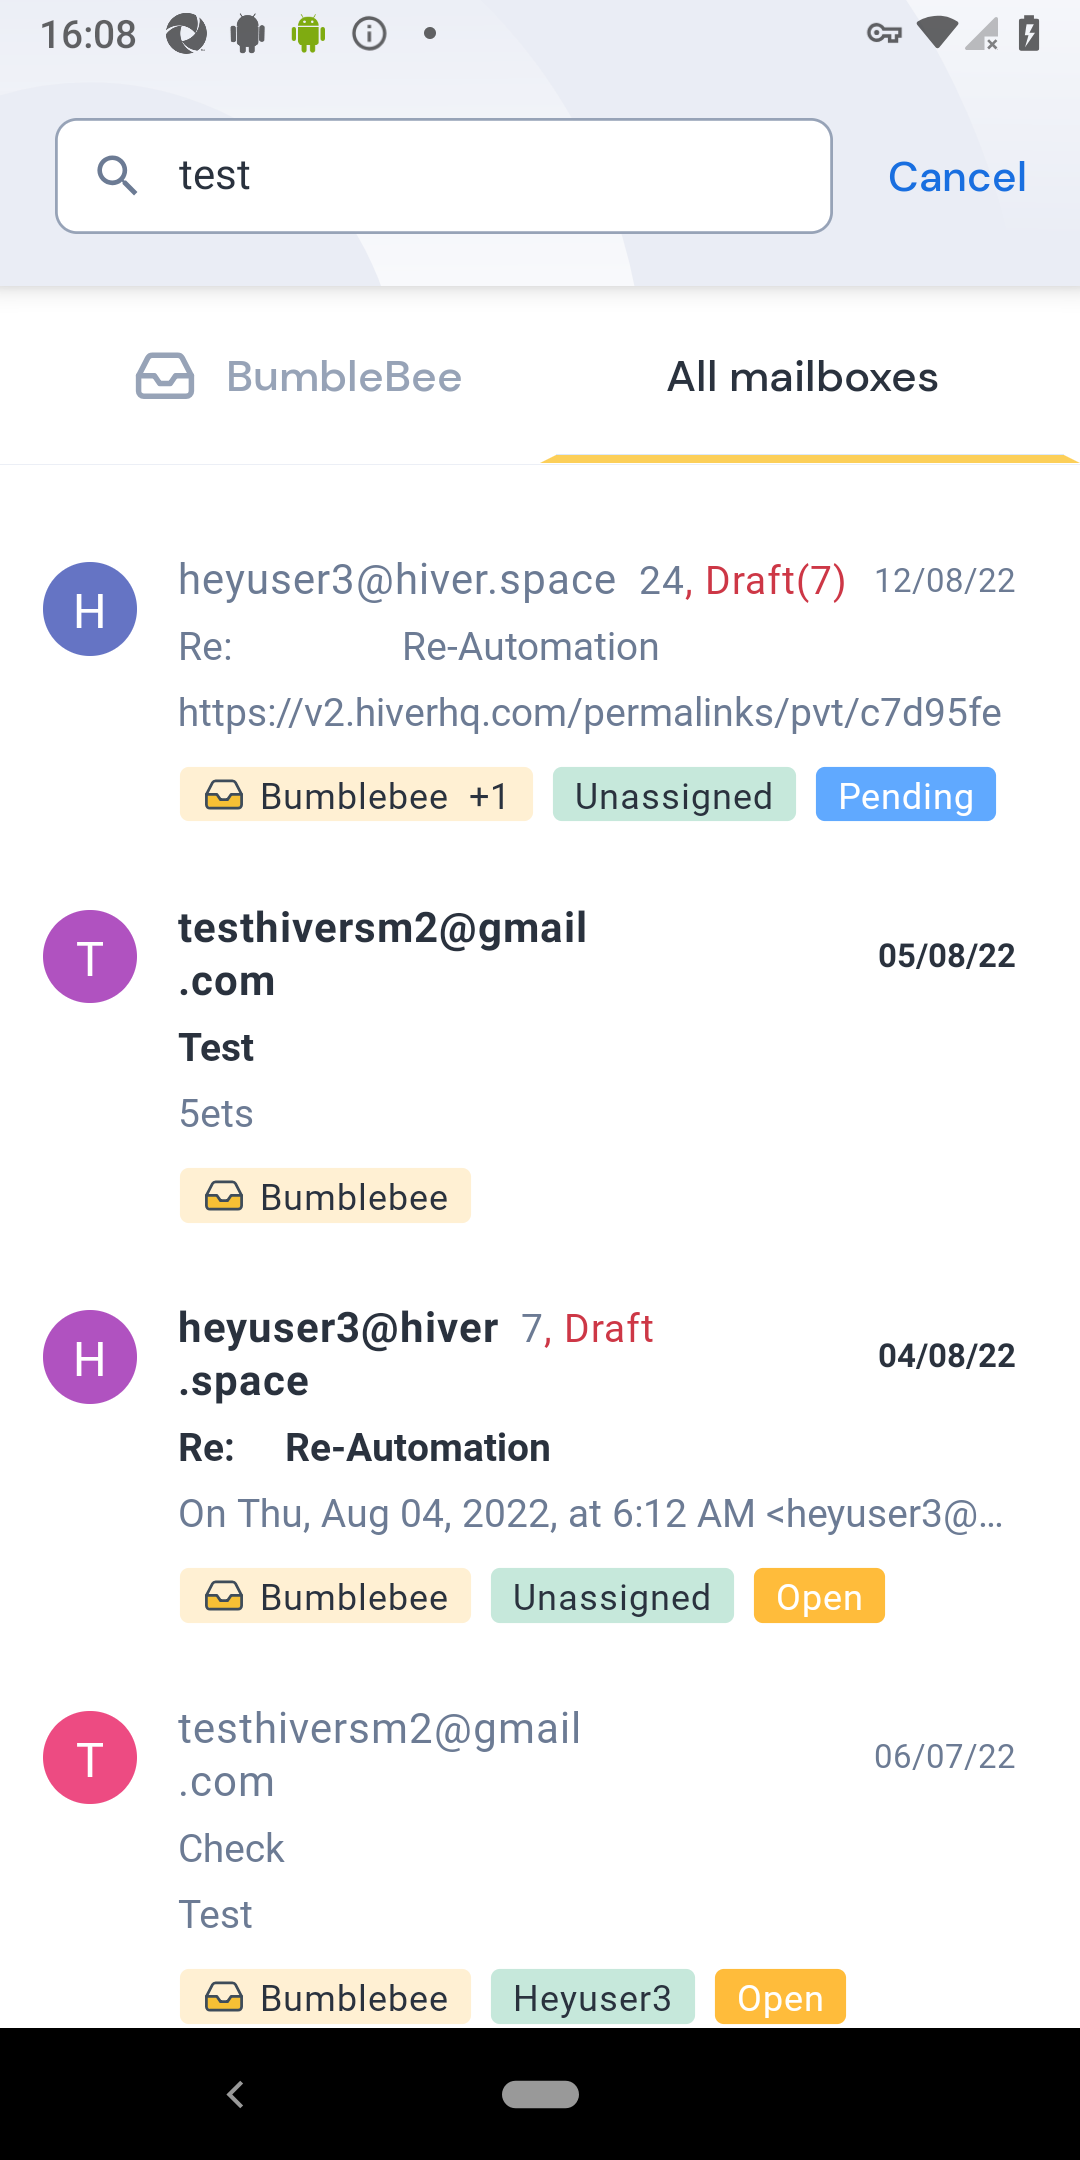 16:08
test
Cancel
BumbleBee
All mailboxes
H
heyuser3@hiver.space 24, Draft(7) 12/08/22
Re: Re-Automation
https://v2.hiverhq.com/permalinks/pvt/c7d95fe
Bumblebee +1 Unassigned Pending
T
testhiversm2@gmail
.com
05/08/22
Test
5ets
Bumblebee
H
heyuser3@hiver 7, Draft
.space
04/08/22
Re: Re-Automation
On Thu, Aug 04, 2022, at 6:12 AM <heyuser3@...
Bumblebee Unassigned Open
T
testhiversm2@gmail
.com
06/07/22
Check
Test
Bumblebee Heyuser3 Open